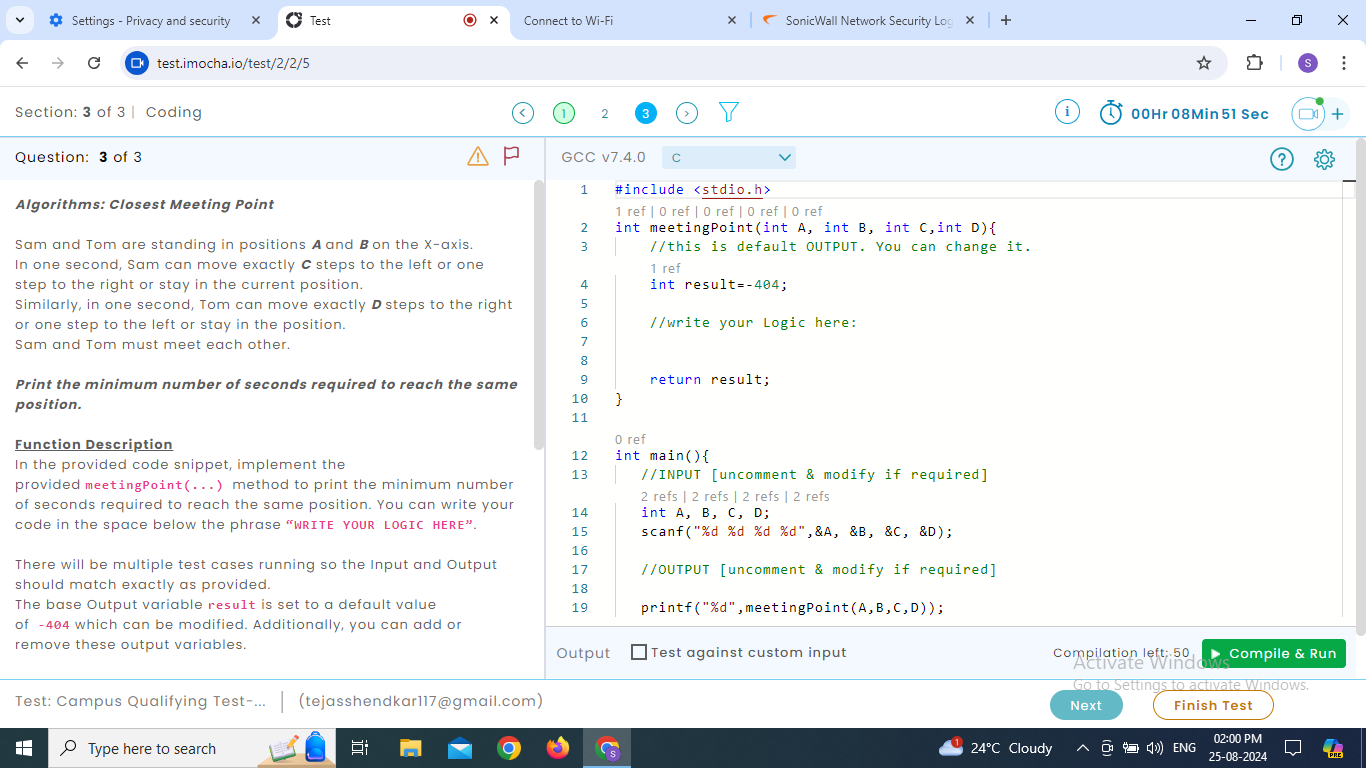 Settings - Privacy and security
Test
Connect to Wi-Fi
SonicWall Network Security Log
test.imocha.io/test/2/2/5
S
Section: 3 of 3 | Coding
1 2 3
00Hr 08Min 51 Sec
Question: 3 of 3
GCC v7.4.0 C
Algorithms: Closest Meeting Point
Sam and Tom are standing in positions A and B on the X-axis.
In one second, Sam can move exactly C steps to the left or one
step to the right or stay in the current position.
Similarly, in one second, Tom can move exactly D steps to the right
or one step to the left or stay in the position.
Sam and Tom must meet each other.
Print the minimum number of seconds required to reach the same
position.
Function Description
In the provided code snippet, implement the
provided meetingPoint(...) method to print the minimum number
of seconds required to reach the same position. You can write your
code in the space below the phrase “WRITE YOUR LOGIC HERE”.
There will be multiple test cases running so the Input and Output
should match exactly as provided.
The base Output variable result is set to a default value
of -404 which can be modified. Additionally, you can add or
remove these output variables.
1 #include <stdio.h>
1 ref | 0 ref | 0 ref | 0 ref | 0 ref
2 int meetingPoint(int A, int B, int C,int D){
3 //this is default OUTPUT. You can change it.
1 ref
4 int result=-404;
5
6 //write your Logic here:
7
8
9 return result;
10 }
11
0 ref
12 int main(){
13 //INPUT [uncomment & modify if required]
2 refs | 2 refs | 2 refs | 2 refs
14 int A, B, C, D;
15 scanf("%d %d %d %d",&A, &B, &C, &D);
16
17 //OUTPUT [uncomment & modify if required]
18
19 printf("%d",meetingPoint(A,B,C,D));
Output Test against custom input
Compilation left: 50 Compile & Run
Activate Windows
Go to Settings to activate Windows.
Test: Campus Qualifying Test-... | (tejasshendkar117@gmail.com)
Next Finish Test
Type here to search
S
1
24°C Cloudy
ENG
02:00 PM
25-08-2024
PRE